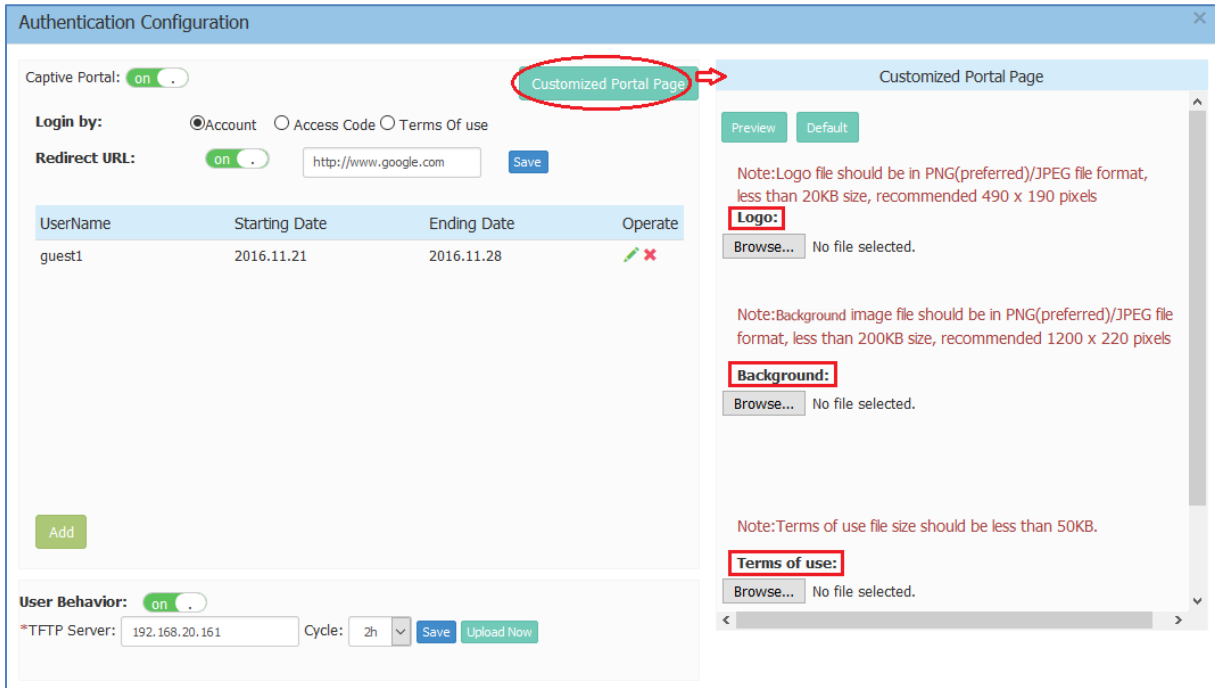 Authentication Configuration
Captive Portal: on .
Customized Portal Page
Login by: Account Access Code Terms Of use
Redirect URL: on . http://www.google.com Save
UserName Starting Date Ending Date Operate
guest1 2016.11.21 2016.11.28
Add
User Behavior: on .
*TFTP Server: 192.168.20.161 Cycle: 2h Save Upload Now
Customized Portal Page
Preview Default
Note:Logo file should be in PNG(preferred)/JPEG file format,
less than 20KB size, recommended 490 x 190 pixels
Logo:
Browse... No file selected.
Note:Background image file should be in PNG(preferred)/JPEG file
format, less than 200KB size, recommended 1200 x 220 pixels
Background:
Browse... No file selected.
Note:Terms of use file size should be less than 50KB.
Terms of use:
Browse... No file selected.